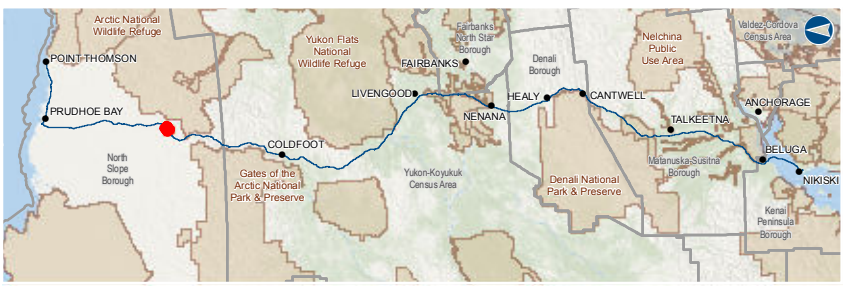 Arctic National
Wildlife Refuge
POINT THOMSON
PRUDHOE BAY
North
Slope
Borough
COLDFOOT
Gates of the
Arctic National
Park & Preserve
Yukon Flats
National
Wildlife Refuge
LIVENGOOD
FAIRBANKS
Fairbanks
North Star
Borough
NENANA
Yukon-Koyukuk
Census Area
Denali
Borough
HEALY
CANTWELL
Denali National
Park & Preserve
Nelchina
Public
Use Area
TALKEETNA
Matanuska-Susitna
Borough
Valdez-Cordova
Census Area
ANCHORAGE
BELUGA
NIKISKI
Kenai
Peninsula
Borough